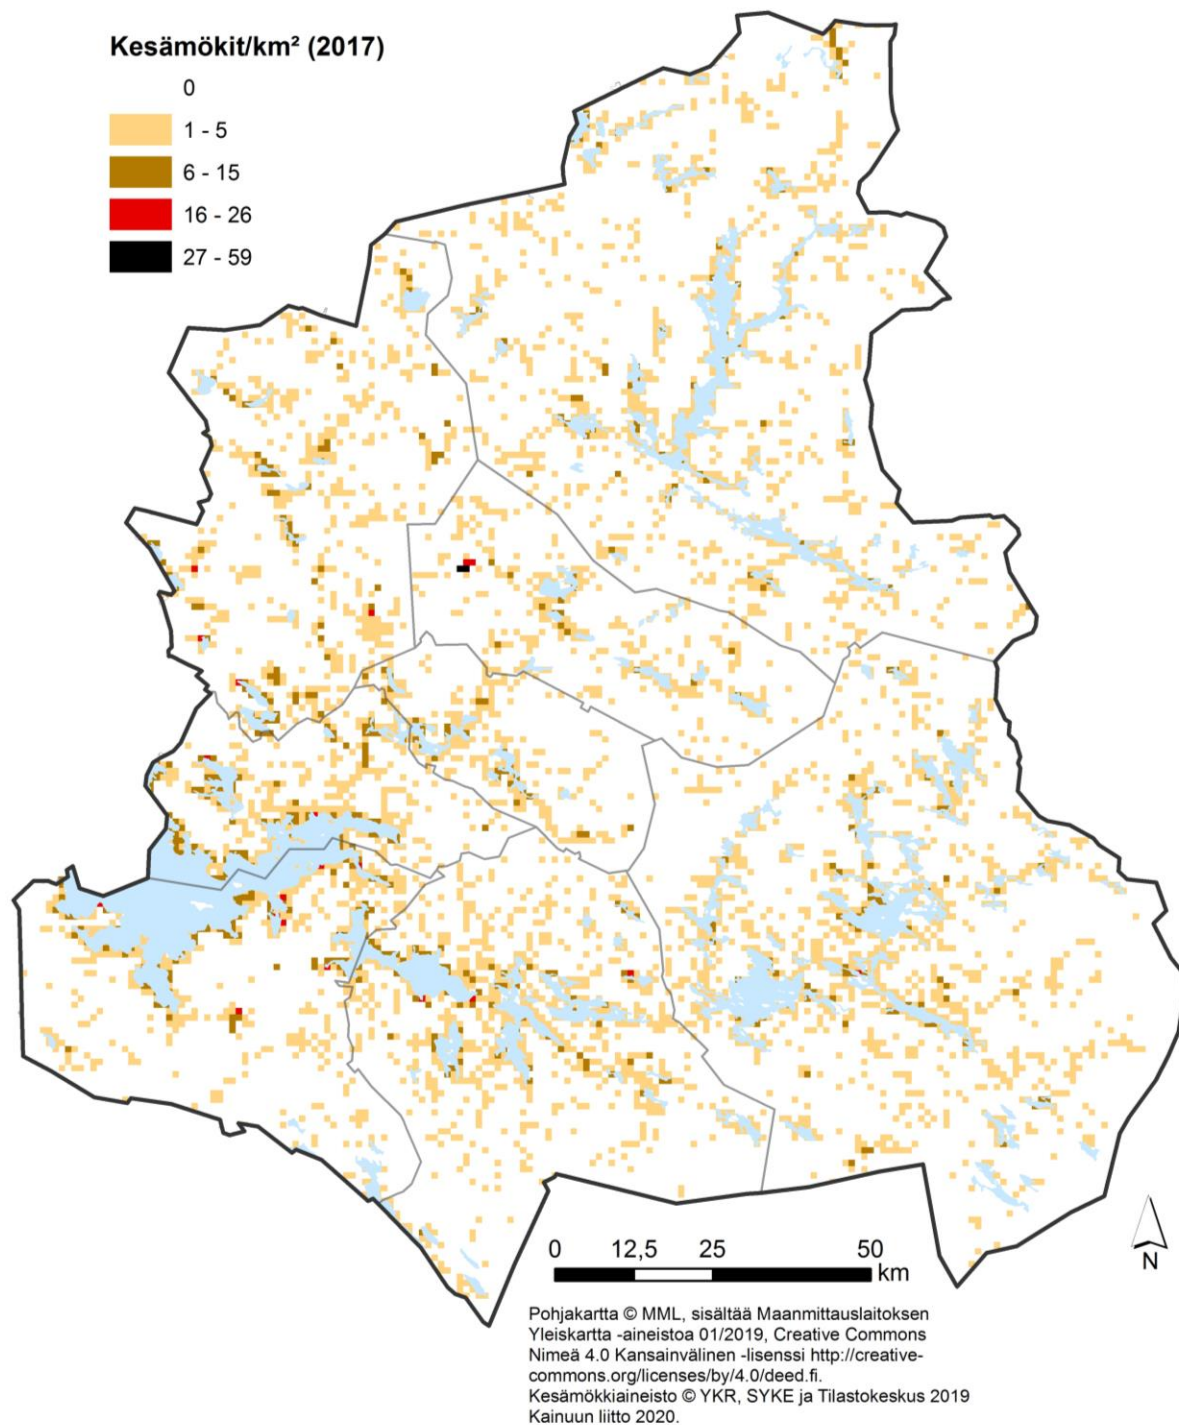 Kesämökit/km² (2017)
0
1 - 5
6 - 15
16 - 26
27 - 59
0 12,5 25 50
km
N
Pohjakartta © MML, sisältää Maanmittauslaitoksen
Yleiskartta -aineistoa 01/2019, Creative Commons
Nimeä 4.0 Kansainvälinen -lisenssi http://creative-
commons.org/licenses/by/4.0/deed.fi.
Kesämökkiaineisto © YKR, SYKE ja Tilastokeskus 2019
Kainuun liitto 2020.